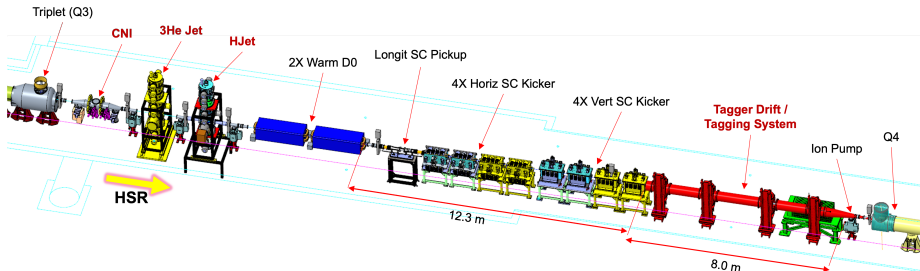 Triplet (Q3)
CNI
3He Jet
HJet
2X Warm D0
Longit SC Pickup
4X Horiz SC Kicker
4X Vert SC Kicker
Tagger Drift /
Tagging System
Ion Pump
Q4
HSR
12.3 m
8.0 m